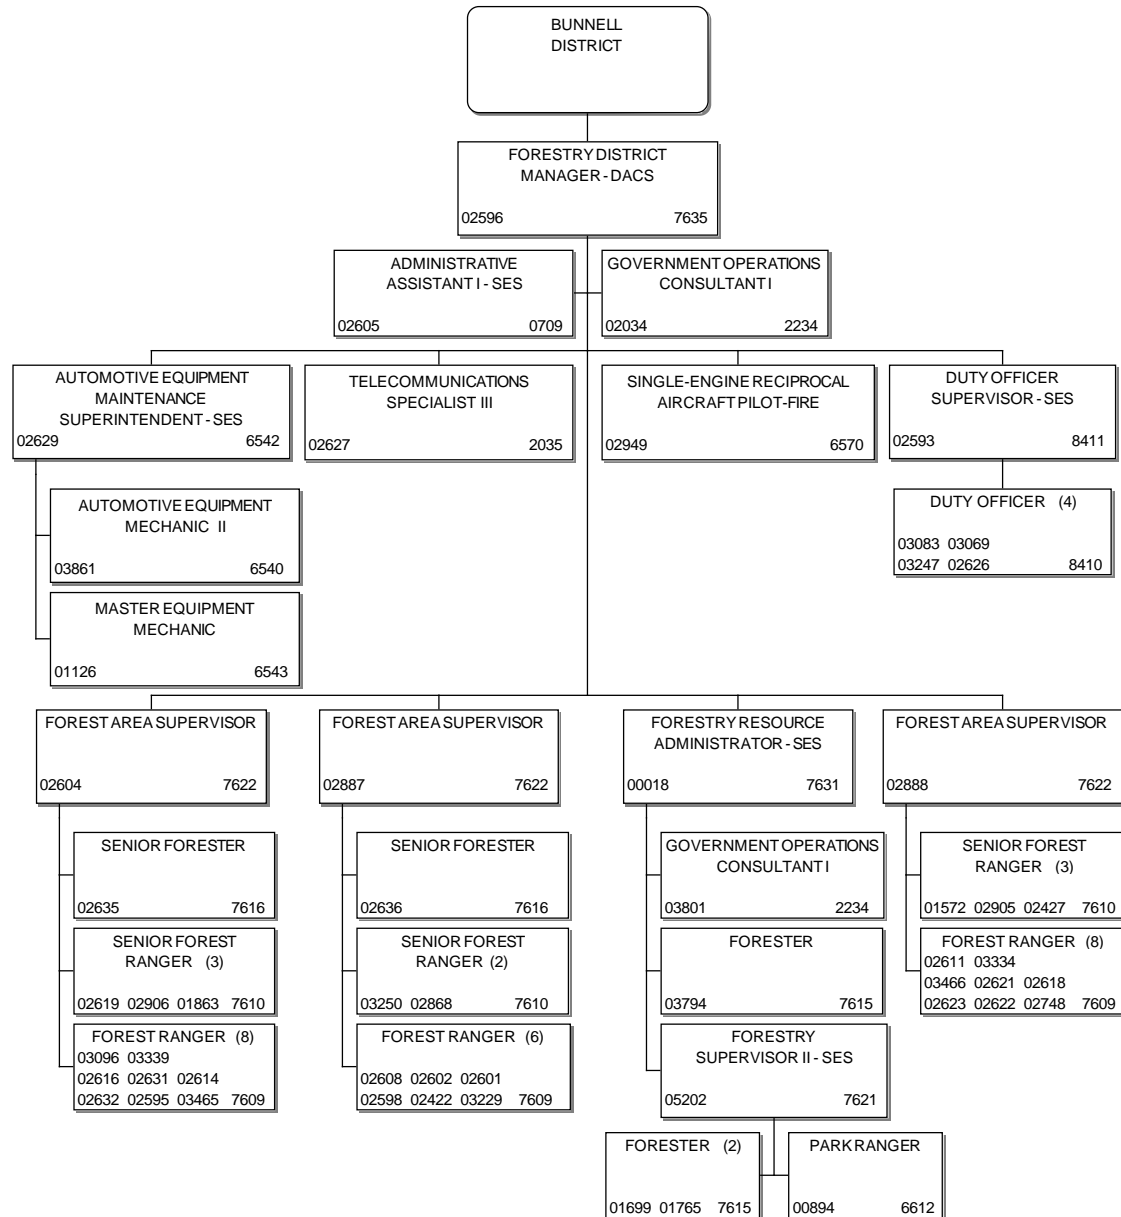 BUNNELL
DISTRICT
FORESTRY DISTRICT
MANAGER - DACS
02596 7635
ADMINISTRATIVE
ASSISTANT I - SES
02605 0709
GOVERNMENT OPERATIONS
CONSULTANT I
02034 2234
AUTOMOTIVE EQUIPMENT
MAINTENANCE
SUPERINTENDENT - SES
02629 6542
TELECOMMUNICATIONS
SPECIALIST III
02627 2035
SINGLE-ENGINE RECIPROCAL
AIRCRAFT PILOT-FIRE
02949 6570
DUTY OFFICER
SUPERVISOR - SES
02593 8411
AUTOMOTIVE EQUIPMENT
MECHANIC II
03861 6540
DUTY OFFICER (4)
03083 03069
03247 02626 8410
MASTER EQUIPMENT
MECHANIC
01126 6543
FOREST AREA SUPERVISOR
02604 7622
FOREST AREA SUPERVISOR
02887 7622
FORESTRY RESOURCE
ADMINISTRATOR - SES
00018 7631
FOREST AREA SUPERVISOR
02888 7622
SENIOR FORESTER
02635 7616
SENIOR FOREST
RANGER (3)
02619 02906 01863 7610
FOREST RANGER (8)
03096 03339
02616 02631 02614
02632 02595 03465 7609
SENIOR FORESTER
02636 7616
SENIOR FOREST
RANGER (2)
03250 02868 7610
FOREST RANGER (6)
02608 02602 02601
02598 02422 03229 7609
GOVERNMENT OPERATIONS
CONSULTANT I
03801 2234
FORESTER
03794 7615
FORESTRY
SUPERVISOR II - SES
05202 7621
FORESTER (2)
01699 01765 7615
PARK RANGER
00894 6612
SENIOR FOREST
RANGER (3)
01572 02905 02427 7610
FOREST RANGER (8)
02611 03334
03466 02621 02618
02623 02622 02748 7609